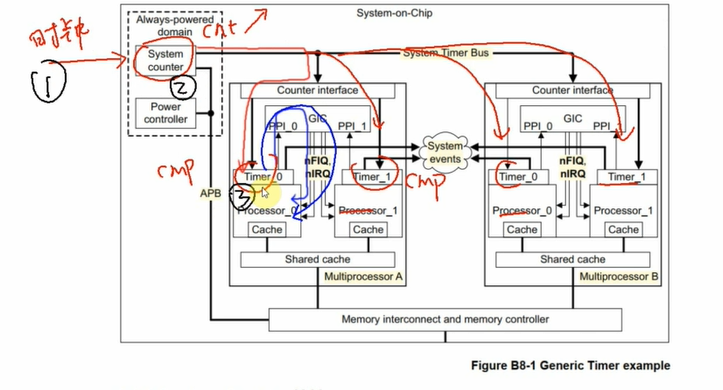 System-on-Chip
Always-powered
domain
cnt
时钟源
System
counter
System Timer Bus
①
②
Power
controller
Counter interface
Counter interface
GIC
PPI_0
PPI_1
GIC
PPI_0
PPI_1
System
events
nFIQ,
nIRQ
nFIQ,
nIRQ
cmp
Timer_0
Timer_1
cmp
Timer_0
Timer_1
APB
③
Processor_0
Processor_1
Processor_0
Processor_1
Cache
Cache
Cache
Cache
Shared cache
Shared cache
Multiprocessor A
Multiprocessor B
Memory interconnect and memory controller
Figure B8-1 Generic Timer example